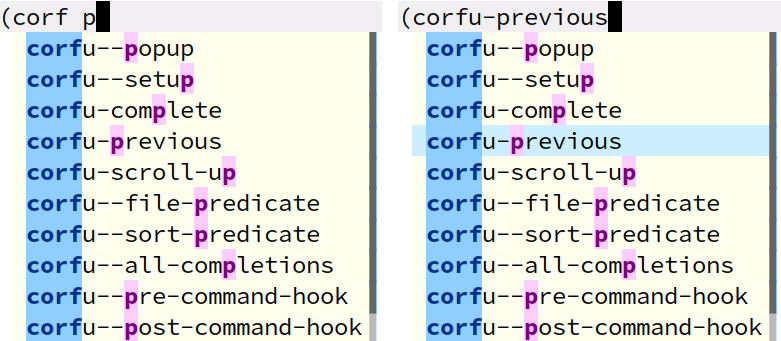 (corf p
corfu--popup
corfu--setup
corfu-complete
corfu-previous
corfu-scroll-up
corfu--file-predicate
corfu--sort-predicate
corfu--all-completions
corfu--pre-command-hook
corfu--post-command-hook
(corfu-previous
corfu--popup
corfu--setup
corfu-complete
corfu-previous
corfu-scroll-up
corfu--file-predicate
corfu--sort-predicate
corfu--all-completions
corfu--pre-command-hook
corfu--post-command-hook